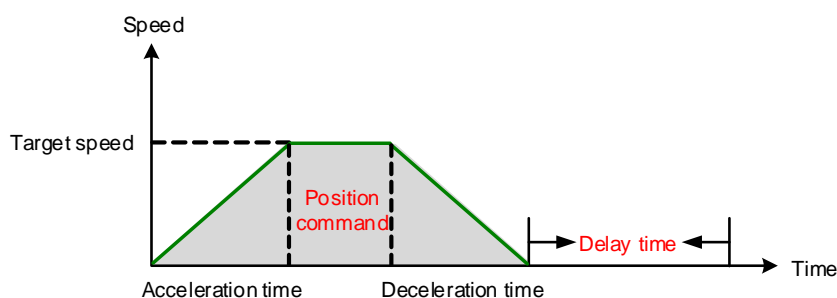 Speed
Target speed
Position
command
Delay time
Time
Acceleration time
Deceleration time